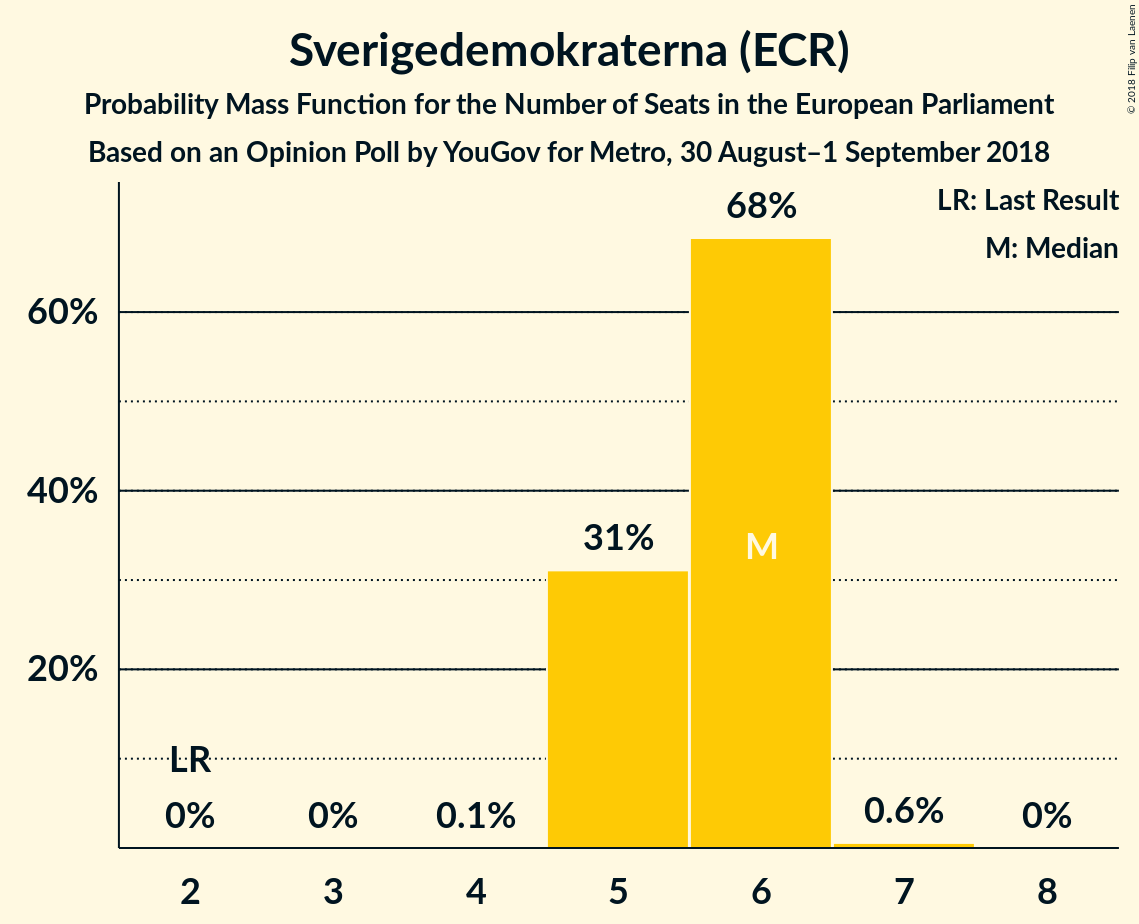 Sverigedemokraterna (ECR)
Probability Mass Function for the Number of Seats in the European Parliament
Based on an Opinion Poll by YouGov for Metro, 30 August–1 September 2018
© 2018 Filip van Laenen
LR: Last Result
M: Median
68%
60%
40%
31%
M
20%
LR
0%
0%
0.1%
0.6%
0%
2
3
4
5
6
7
8